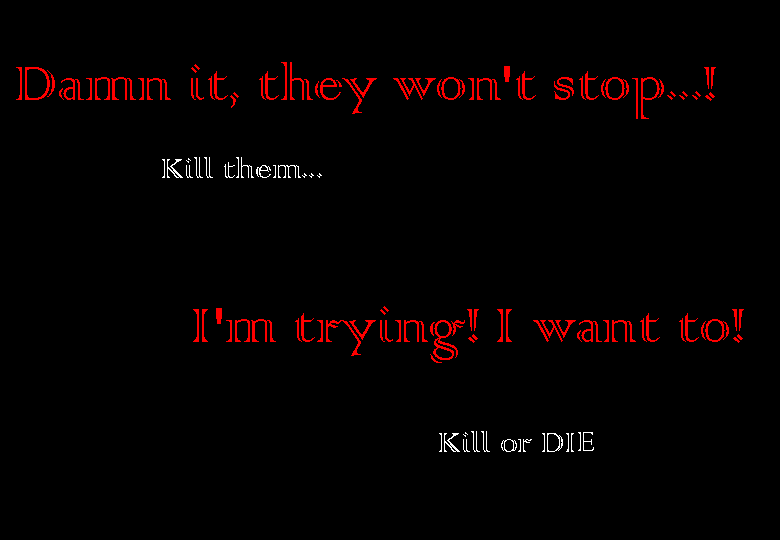 Damn it, they won't stop...!
Kill them...
I'm trying! I want to!
Kill or DIE